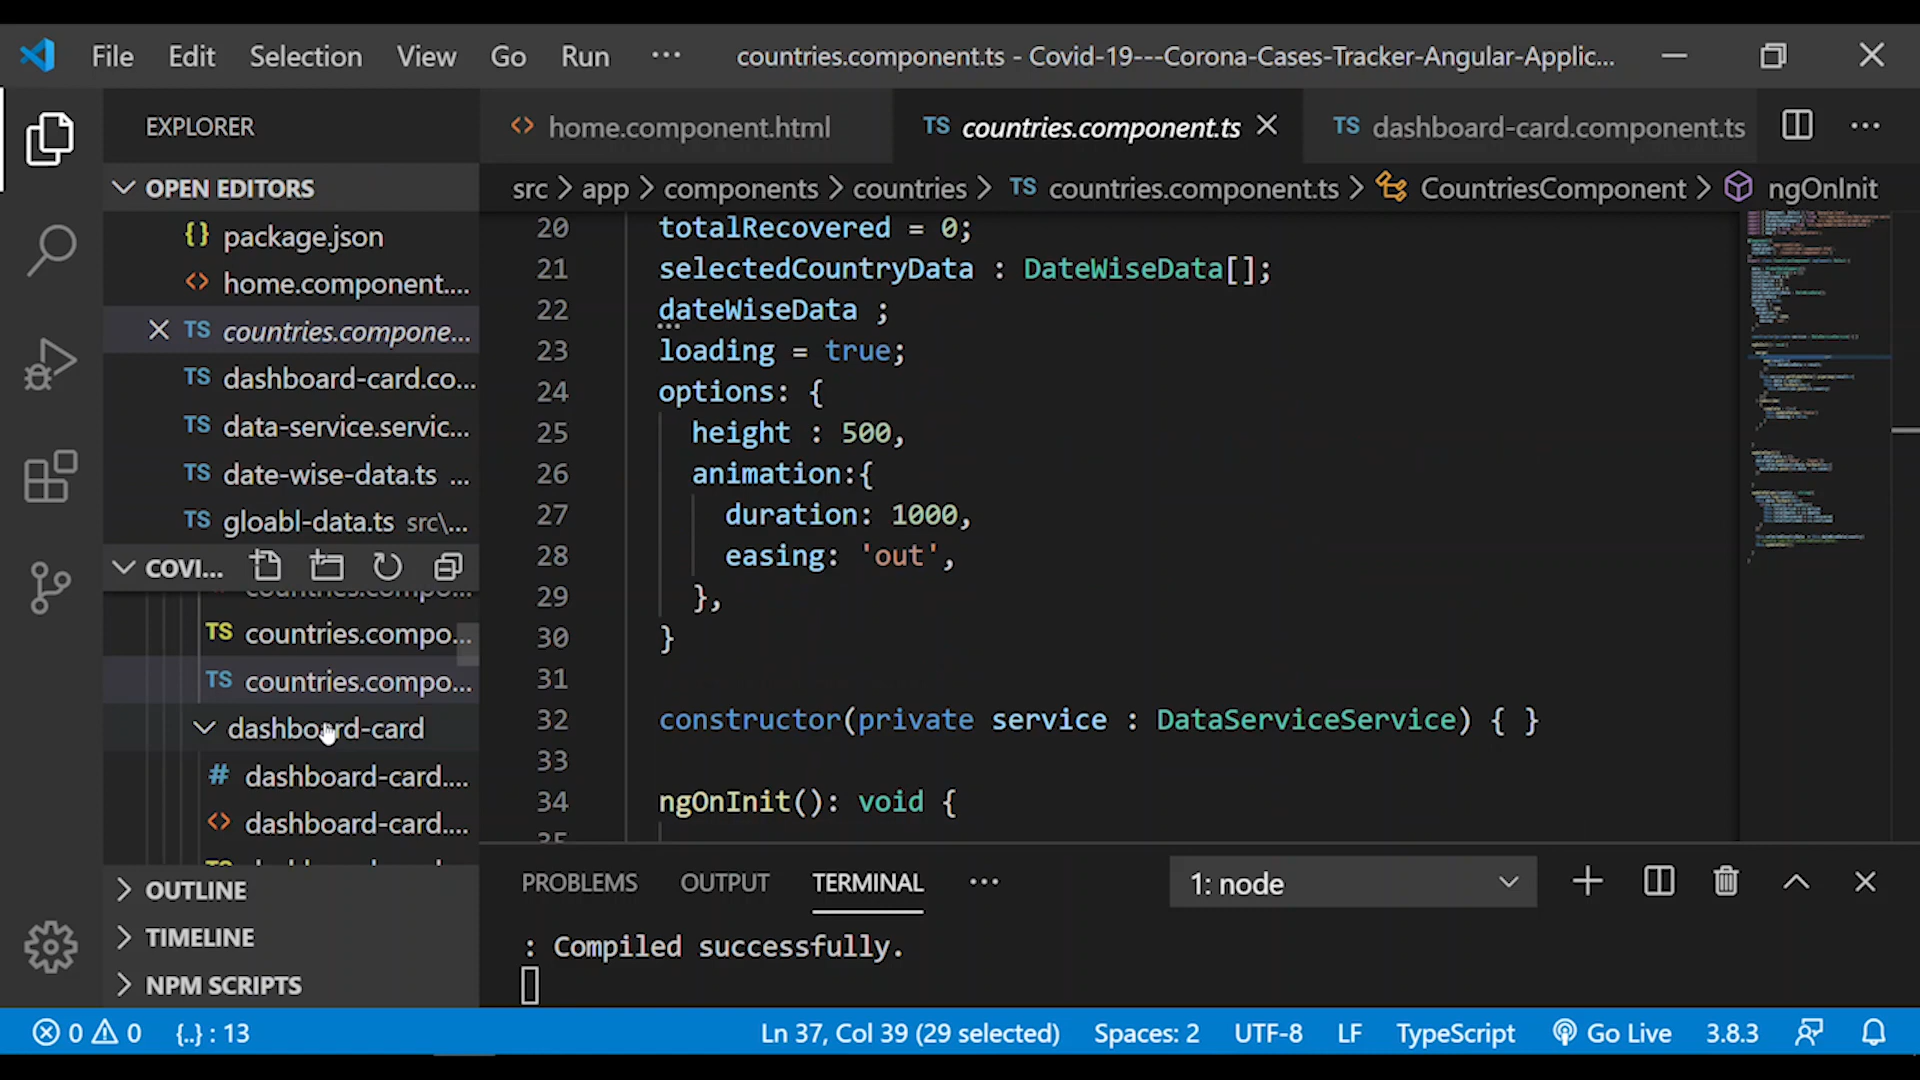 File Edit Selection View Go Run ··· countries.component.ts - Covid-19---Corona-Cases-Tracker-Angular-Applic...
EXPLORER
<> home.component.html TS countries.component.ts TS dashboard-card.component.ts ···
OPEN EDITORS
src > app > components > countries > TS countries.component.ts > CountriesComponent > ngOnInit
{} package.json
<> home.component....
TS countries.compone...
TS dashboard-card.co...
TS data-service.servic...
TS date-wise-data.ts ...
TS gloabl-data.ts src\...
COVI...
countries.compo...
TS countries.compo...
TS countries.compo...
dashboard-card
# dashboard-card....
<> dashboard-card....
OUTLINE
TIMELINE
NPM SCRIPTS
20 totalRecovered = 0;
21 selectedCountryData : DateWiseData[];
22 dateWiseData ;
23 loading = true;
24 options: {
25 height : 500,
26 animation:{
27 duration: 1000,
28 easing: 'out',
29 },
30 }
31
32 constructor(private service : DataServiceService) { }
33
34 ngOnInit(): void {
35
PROBLEMS OUTPUT TERMINAL ··· 1: node
: Compiled successfully.
0 0 {..} : 13 Ln 37, Col 39 (29 selected) Spaces: 2 UTF-8 LF TypeScript Go Live 3.8.3